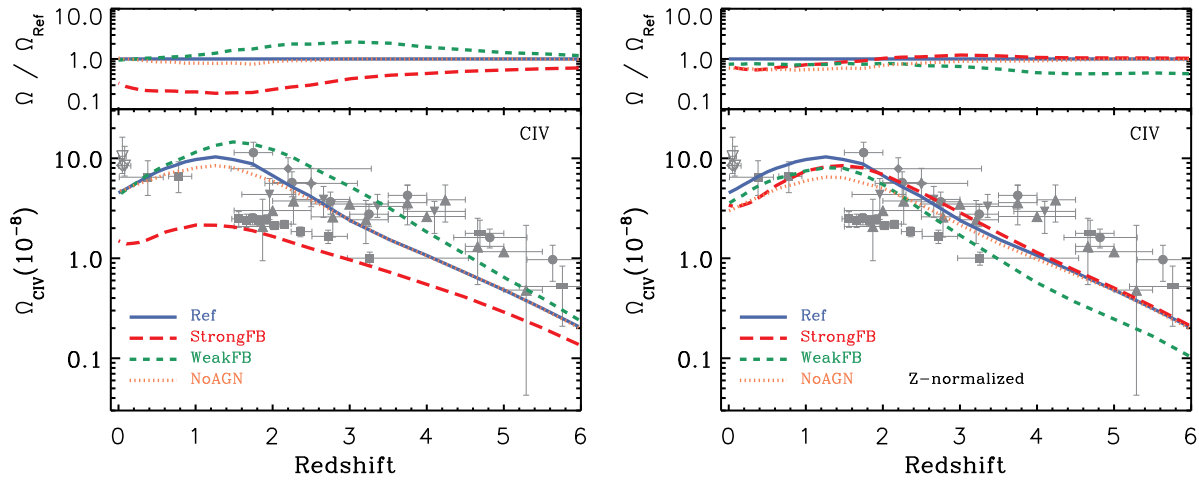 10.0
1.0
0.1
Ω / Ω_Ref
CIV
10.0
1.0
0.1
Ω_CIV(10^-8)
Ref
StrongFB
WeakFB
NoAGN
0 1 2 3 4 5 6
Redshift
10.0
1.0
0.1
Ω / Ω_Ref
CIV
10.0
1.0
0.1
Ω_CIV(10^-8)
Ref
StrongFB
WeakFB
NoAGN Z-normalized
0 1 2 3 4 5 6
Redshift